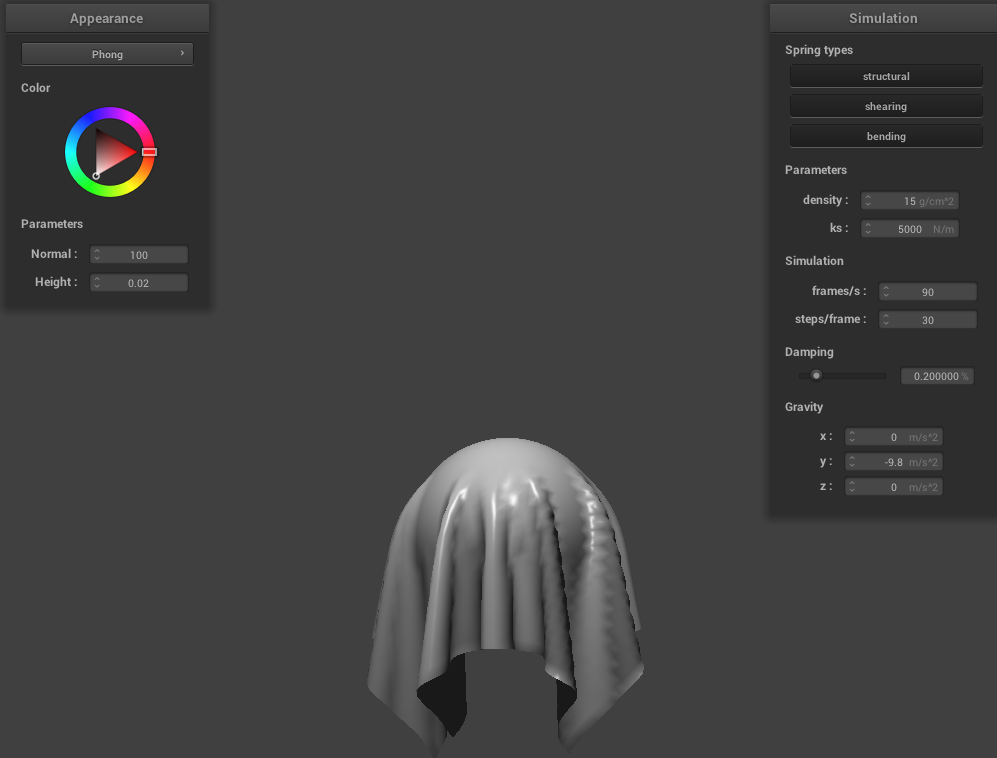 Appearance
Phong
Color
Parameters
Normal : 100
Height : 0.02
Simulation
Spring types
structural
shearing
bending
Parameters
density : 15 g/cm^2
ks : 5000 N/m
Simulation
frames/s : 90
steps/frame : 30
Damping
0.200000 %
Gravity
x : 0 m/s^2
y : -9.8 m/s^2
z : 0 m/s^2